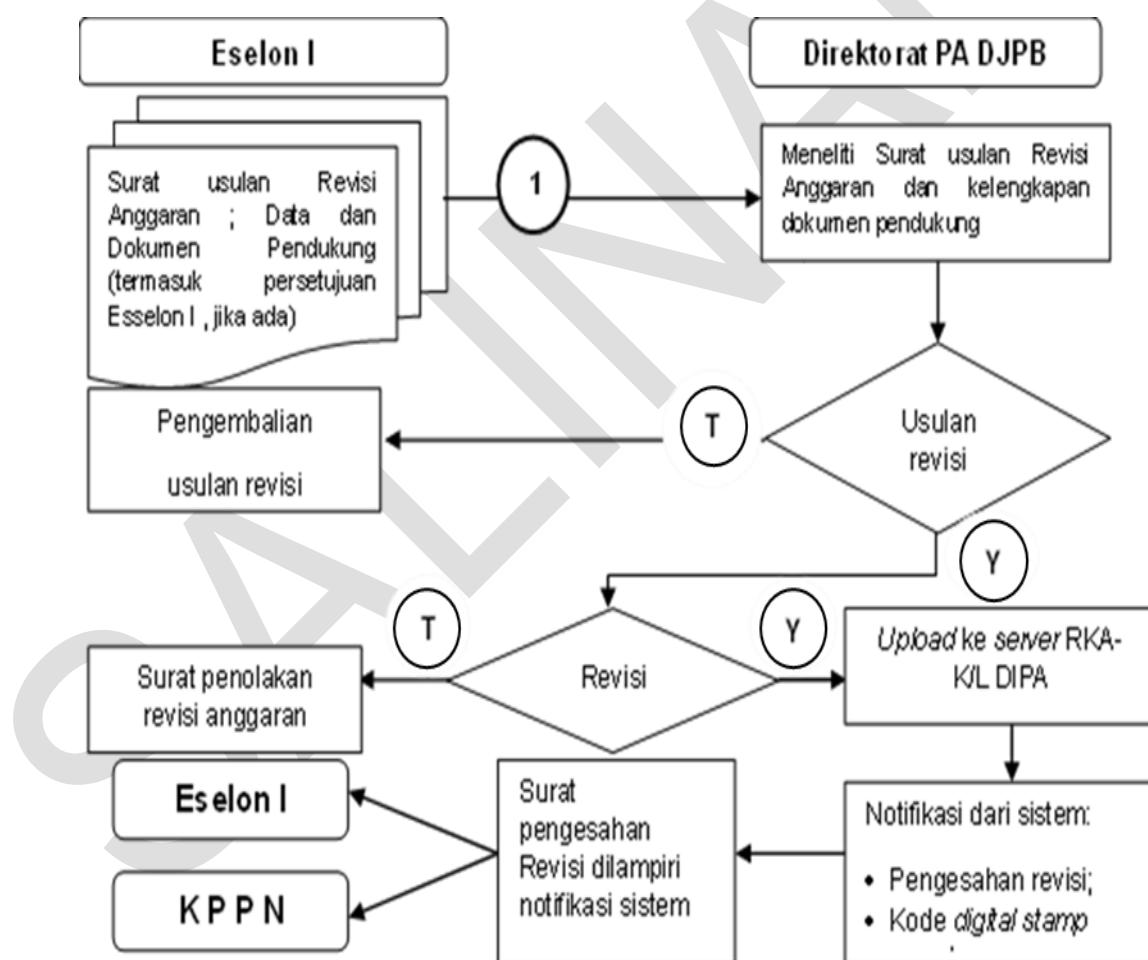 Eselon I
Direktorat PA DJPB
Surat usulan Revisi
Anggaran ; Data dan
Dokumen Pendukung
(termasuk persetujuan
Esselon I , jika ada)
1
Meneliti Surat usulan Revisi
Anggaran dan kelengkapan
dokumen pendukung
Pengembalian
usulan revisi
T
Usulan
revisi
Y
T
Y
Surat penolakan
revisi anggaran
Revisi
Upload ke server RKA-
K/L DIPA
Eselon I
K P P N
Surat
pengesahan
Revisi dilampiri
notifikasi sistem
Notifikasi dari sistem:
• Pengesahan revisi;
• Kode digital stamp
SALINAN